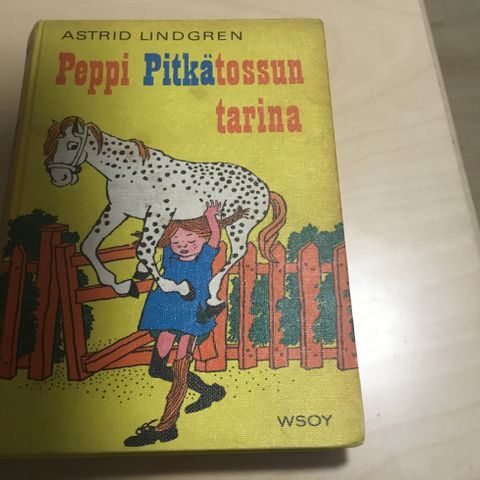 ASTRID LINDGREN
Peppi Pitkätossun
tarina
WSOY